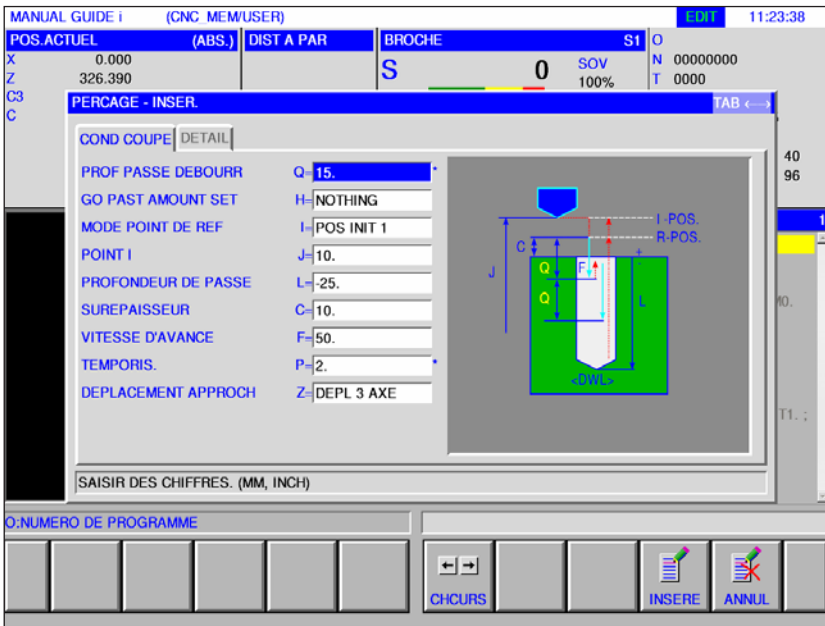 MANUAL GUIDE i (CNC_MEM/USER) EDIT 11:23:38
POS.ACTUEL (ABS.) DIST A PAR BROCHE S1 O
X 0.000 N 00000000
Z 326.390 S 0 SOV 100% T 0000
C3
C
PERCAGE - INSER. TAB ←→
COND COUPE DETAIL
PROF PASSE DEBOURR Q=15. *
GO PAST AMOUNT SET H=NOTHING
MODE POINT DE REF I=POS INIT 1
POINT I J=10.
PROFONDEUR DE PASSE L=-25.
SUREPAISSEUR C=10.
VITESSE D'AVANCE F=50.
TEMPORIS. P=2. *
DEPLACEMENT APPROCH Z=DEPL 3 AXE
I -POS.
R-POS.
C
+
-
J
Q
F
Q
L
<DWL>
40
96
1
M0.
T1. ;
SAISIR DES CHIFFRES. (MM, INCH)
O:NUMERO DE PROGRAMME
← →
CHCURS INSERE ANNUL